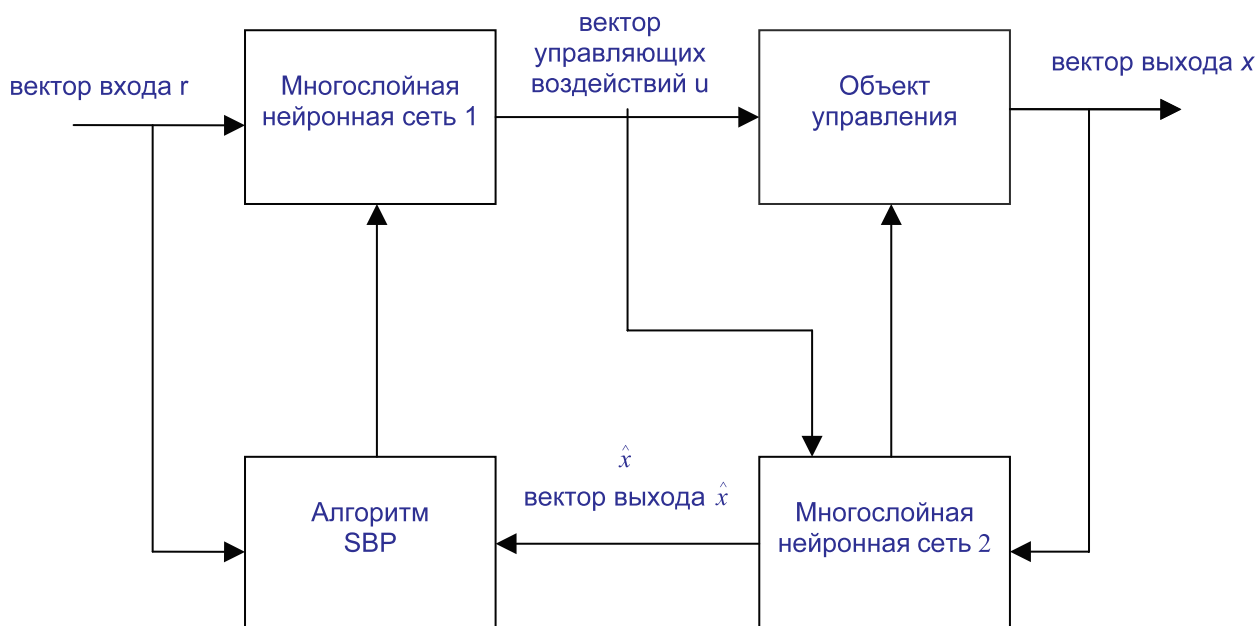 вектор входа r
Многослойная
нейронная сеть 1
вектор
управляющих
воздействий u
Объект
управления
вектор выхода x
Алгоритм
SBP
x̂
вектор выхода x̂
Многослойная
нейронная сеть 2